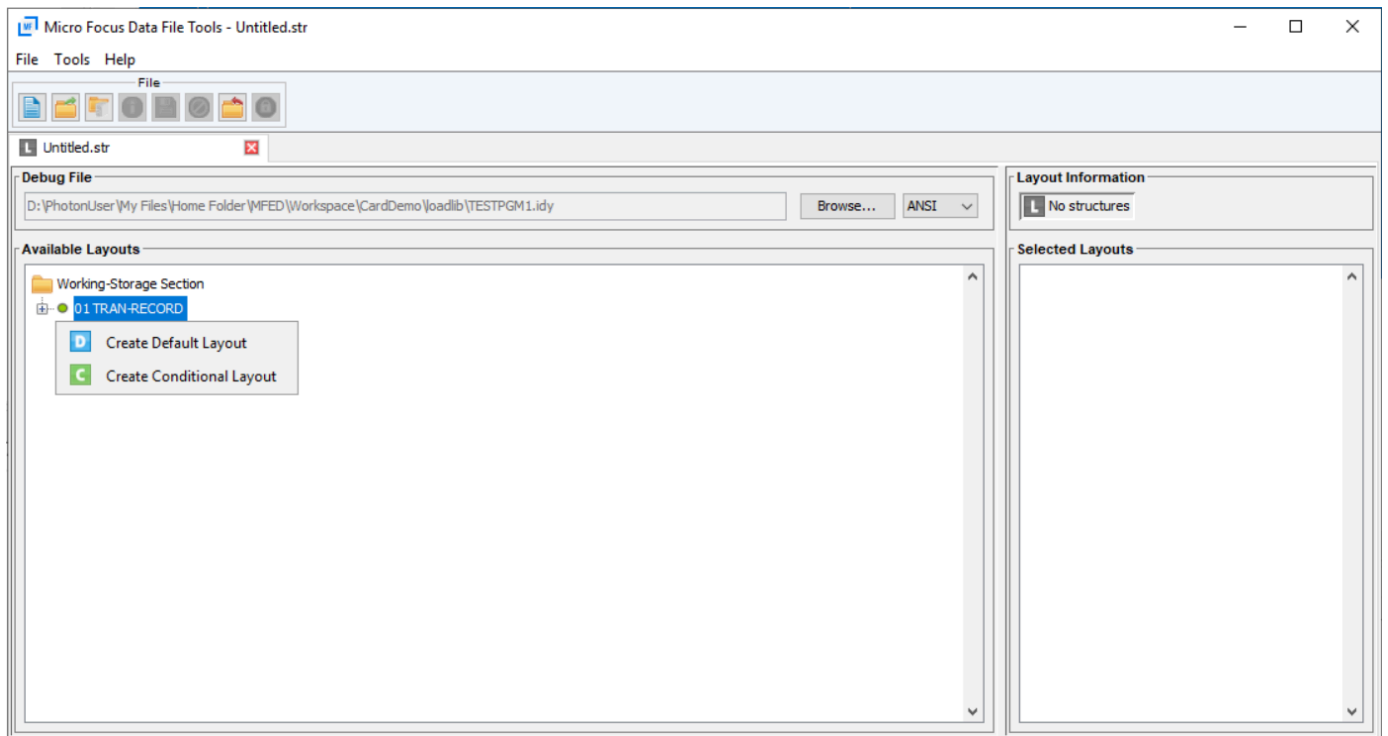 Micro Focus Data File Tools - Untitled.str
File Tools Help
File
L Untitled.str
Debug File
D:\PhotonUser\My Files\Home Folder\MFED\Workspace\CardDemo\loadlib\TESTPGM1.idy
Browse...
ANSI
Layout Information
L No structures
Available Layouts
Working-Storage Section
01 TRAN-RECORD
D Create Default Layout
C Create Conditional Layout
Selected Layouts